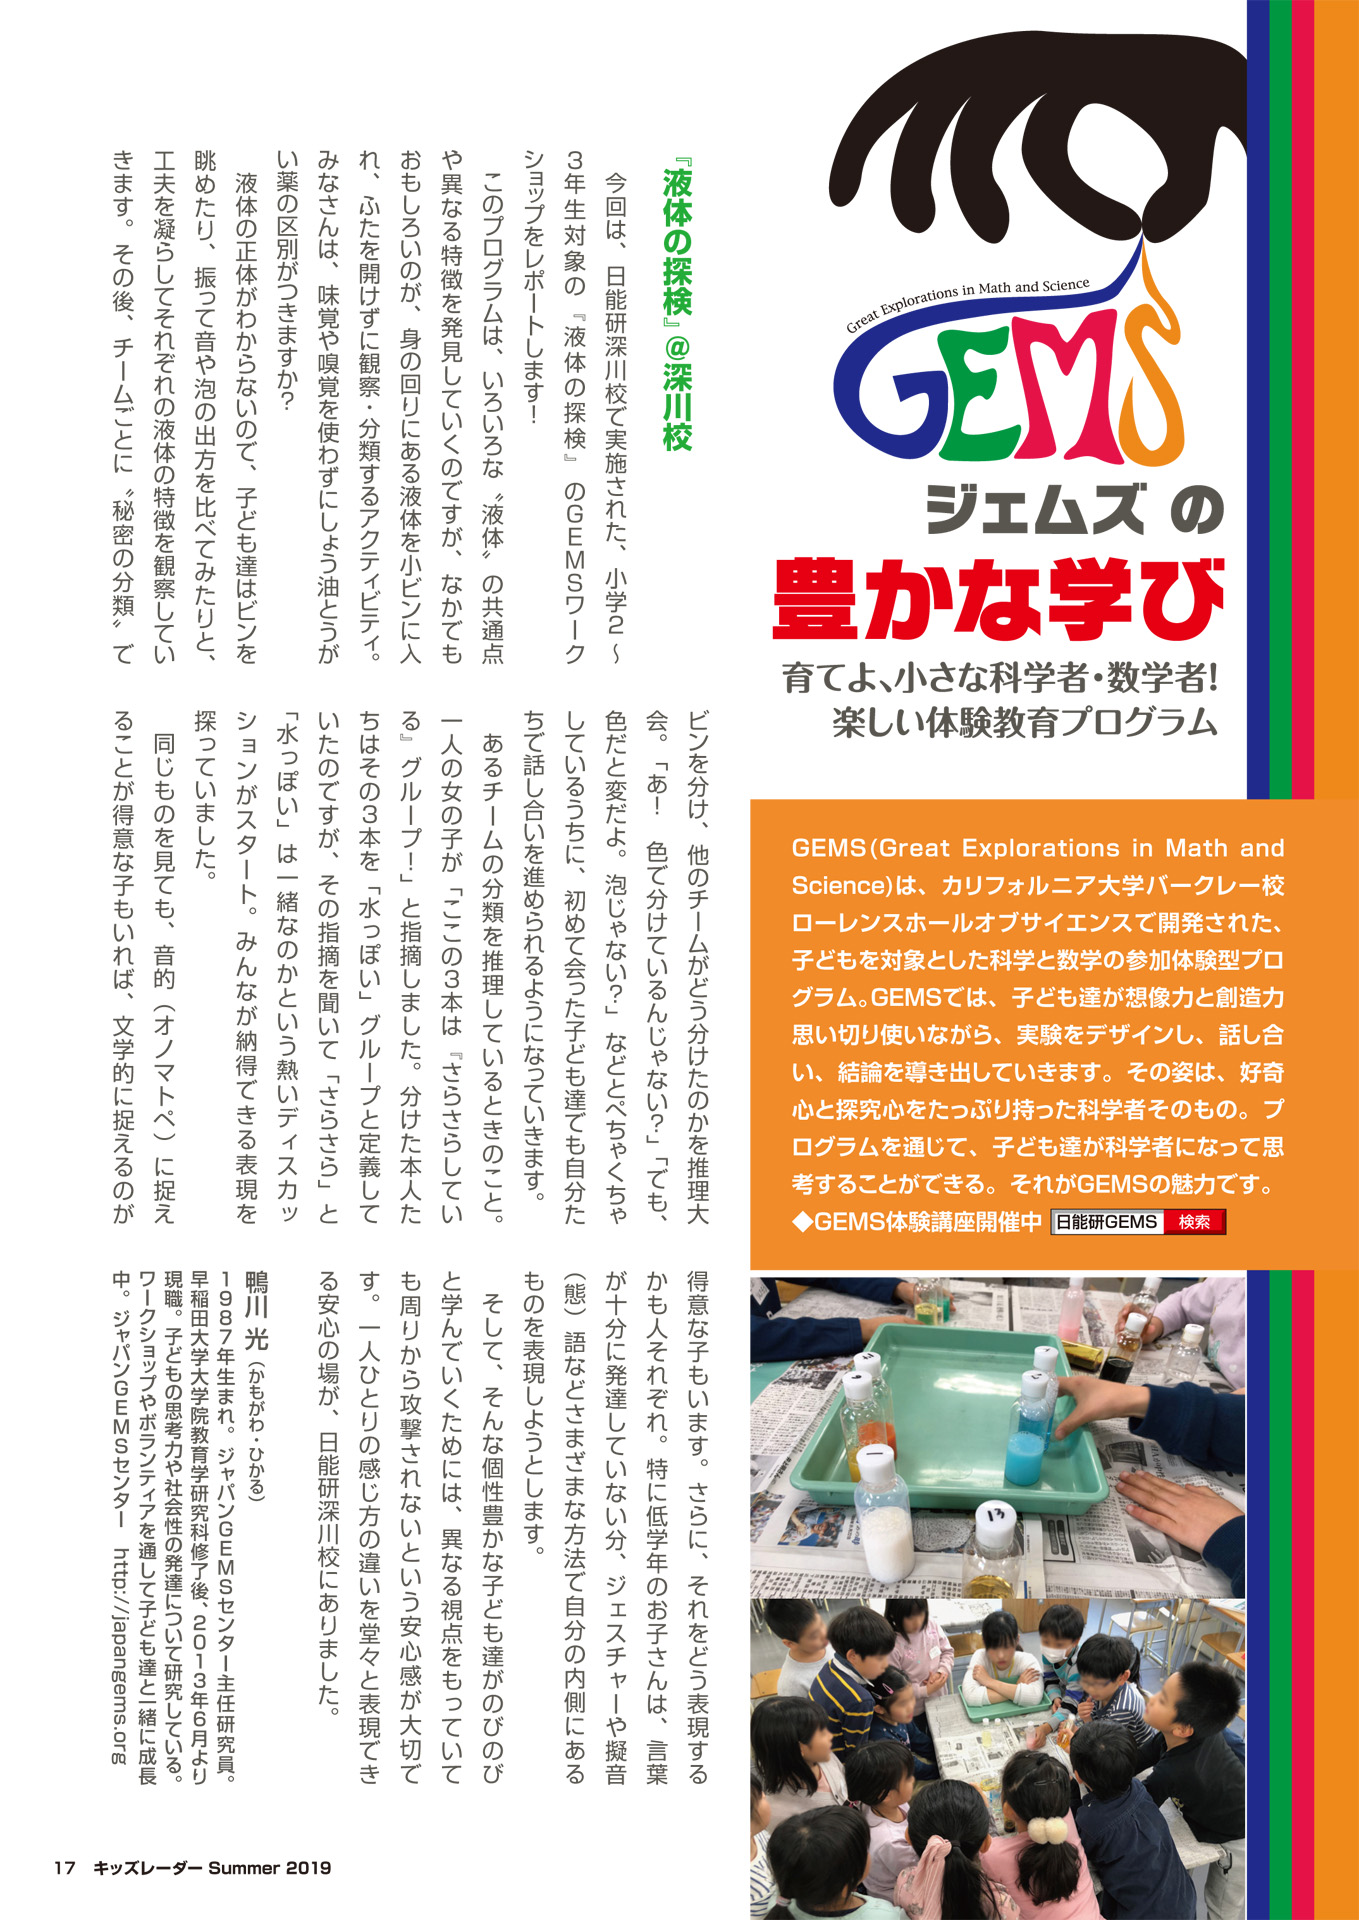 Great Explorations in Math and Science
GEMS
ジェムズ の
豊かな学び
育てよ、小さな科学者・数学者!
楽しい体験教育プログラム
GEMS(Great Explorations in Math and
Science)は、カリフォルニア大学バークレー校
ローレンスホールオブサイエンスで開発された、
子どもを対象とした科学と数学の参加体験型プロ
グラム。GEMSでは、子ども達が想像力と創造力
思い切り使いながら、実験をデザインし、話し合
い、結論を導き出していきます。その姿は、好奇
心と探究心をたっぷり持った科学者そのもの。プ
ログラムを通じて、子ども達が科学者になって思
考することができる。それがGEMSの魅力です。
◆GEMS体験講座開催中 日能研GEMS 検索
『液体の探検』@深川校
今回は、日能研深川校で実施された、小学2〜
3年生対象の『液体の探検』のGEMSワーク
ショップをレポートします!
このプログラムは、いろいろな〝液体〟の共通点
や異なる特徴を発見していくのですが、なかでも
おもしろいのが、身の回りにある液体を小ビンに入
れ、ふたを開けずに観察・分類するアクティビティ。
みなさんは、味覚や嗅覚を使わずにしょう油とうが
い薬の区別がつきますか?
液体の正体がわからないので、子ども達はビンを
眺めたり、振って音や泡の出方を比べてみたりと、
工夫を凝らしてそれぞれの液体の特徴を観察してい
きます。その後、チームごとに〝秘密の分類〟で
ビンを分け、他のチームがどう分けたのかを推理大
会。「あ! 色で分けているんじゃない?」「でも、
色だと変だよ。泡じゃない?」などとぺちゃくちゃ
しているうちに、初めて会った子ども達でも自分た
ちで話し合いを進められるようになっていきます。
あるチームの分類を推理しているときのこと。
一人の女の子が「ここの3本は『さらさらしてい
る』グループ!」と指摘しました。分けた本人た
ちはその3本を「水っぽい」グループと定義して
いたのですが、その指摘を聞いて「さらさら」と
「水っぽい」は一緒なのかという熱いディスカッ
ションがスタート。みんなが納得できる表現を
探っていました。
同じものを見ても、音的(オノマトペ)に捉え
ることが得意な子もいれば、文学的に捉えるのが
得意な子もいます。さらに、それをどう表現する
かも人それぞれ。特に低学年のお子さんは、言葉
が十分に発達していない分、ジェスチャーや擬音
(態)語などさまざまな方法で自分の内側にある
ものを表現しようとします。
そして、そんな個性豊かな子ども達がのびのび
と学んでいくためには、異なる視点をもっていて
も周りから攻撃されないという安心感が大切で
す。一人ひとりの感じ方の違いを堂々と表現でき
る安心の場が、日能研深川校にありました。
鴨川 光(かもがわ・ひかる)
1987年生まれ。ジャパンGEMSセンター主任研究員。
早稲田大学大学院教育学研究科修了後、2013年6月より
現職。子どもの思考力や社会性の発達について研究している。
ワークショップやボランティアを通して子ども達と一緒に成長
中。ジャパンGEMSセンター http://japangems.org
1
2
13
17 キッズレーダー Summer 2019